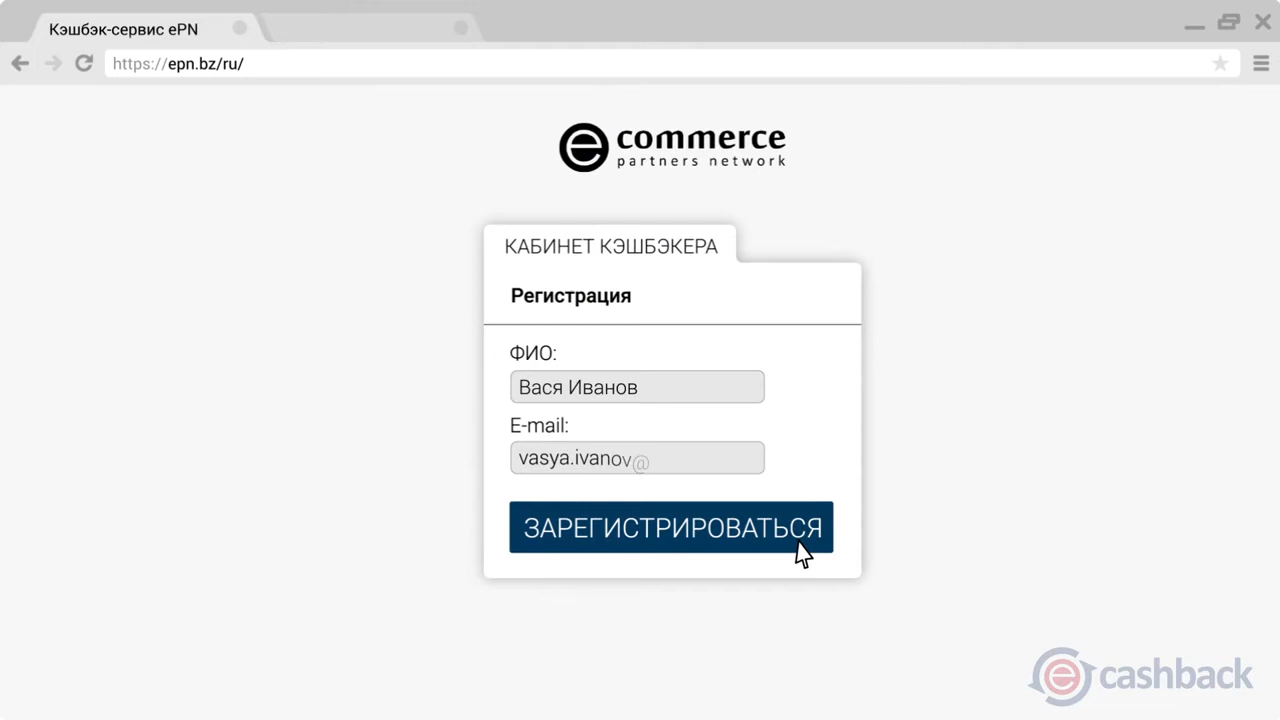 Кэшбэк-сервис ePN
https://epn.bz/ru/
e commerce
partners network
КАБИНЕТ КЭШБЭКЕРА
Регистрация
ФИО:
Вася Иванов
E-mail:
vasya.ivanov@
ЗАРЕГИСТРИРОВАТЬСЯ
e cashback